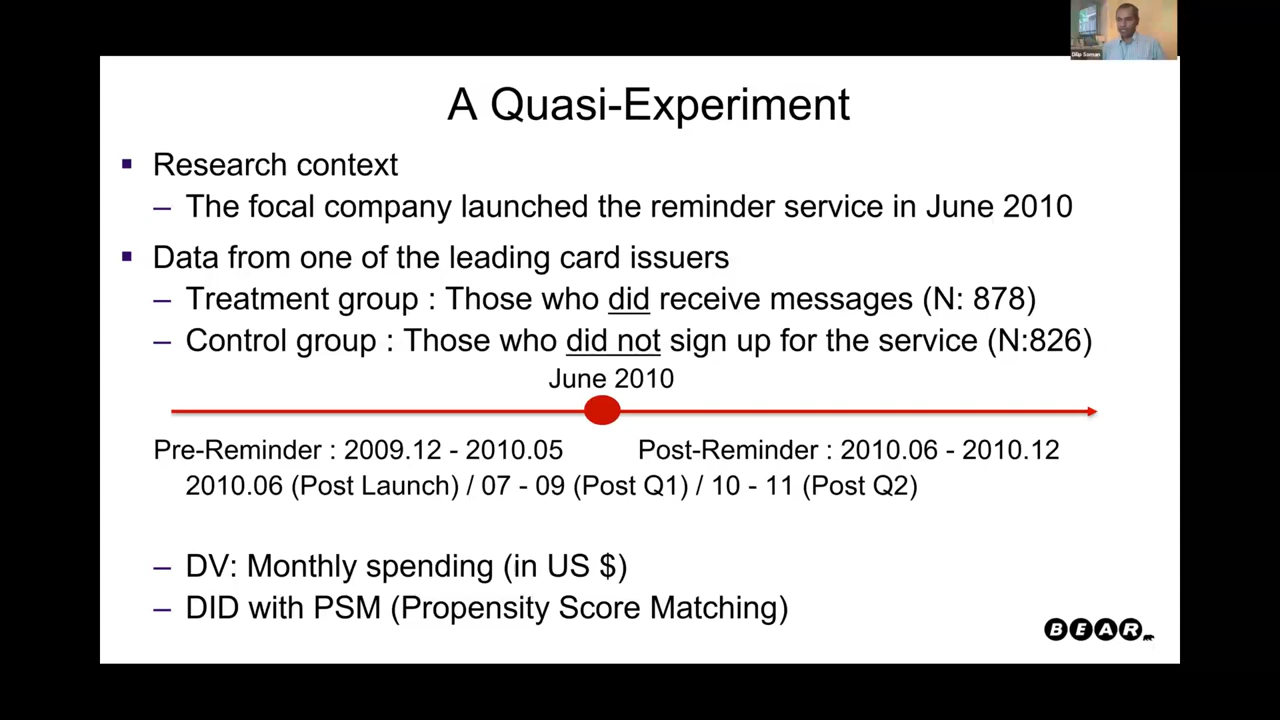 Dilip Soman
A Quasi-Experiment
Research context
– The focal company launched the reminder service in June 2010
Data from one of the leading card issuers
– Treatment group : Those who did receive messages (N: 878)
– Control group : Those who did not sign up for the service (N:826)
June 2010
Pre-Reminder : 2009.12 - 2010.05 Post-Reminder : 2010.06 - 2010.12
2010.06 (Post Launch) / 07 - 09 (Post Q1) / 10 - 11 (Post Q2)
– DV: Monthly spending (in US $)
– DID with PSM (Propensity Score Matching)
BEAR